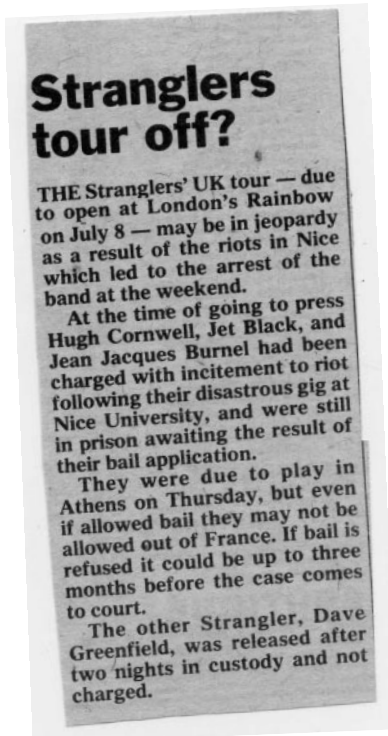 Stranglers
tour off?
THE Stranglers' UK tour — due
to open at London's Rainbow
on July 8 — may be in jeopardy
as a result of the riots in Nice
which led to the arrest of the
band at the weekend.
At the time of going to press
Hugh Cornwell, Jet Black, and
Jean Jacques Burnel had been
charged with incitement to riot
following their disastrous gig at
Nice University, and were still
in prison awaiting the result of
their bail application.
They were due to play in
Athens on Thursday, but even
if allowed bail they may not be
allowed out of France. If bail is
refused it could be up to three
months before the case comes
to court.
The other Strangler, Dave
Greenfield, was released after
two nights in custody and not
charged.